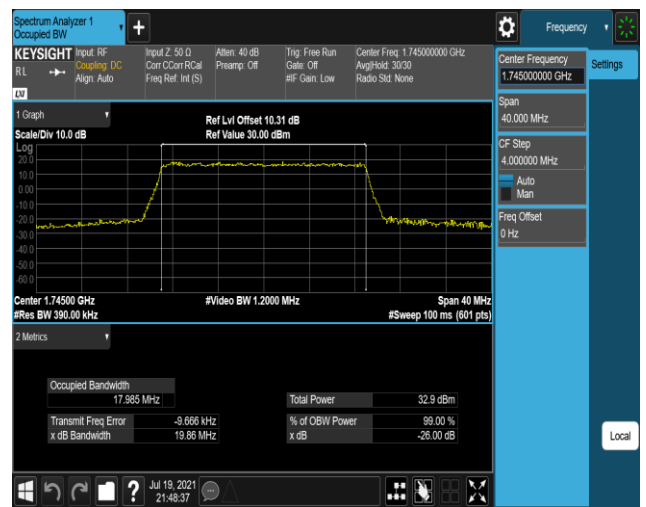 Spectrum Analyzer 1
Occupied BW
+
Frequency
KEYSIGHT
RL
LXI
Input: RF
Coupling: DC
Align: Auto
Input Z: 50 Ω
Corr CCorr RCal
Freq Ref: Int (S)
Atten: 40 dB
Preamp: Off
Trig: Free Run
Gate: Off
#IF Gain: Low
Center Freq: 1.745000000 GHz
Avg|Hold: 30/30
Radio Std: None
Center Frequency
1.745000000 GHz
Settings
Span
40.000 MHz
CF Step
4.000000 MHz
Auto
Man
Freq Offset
0 Hz
Local
1 Graph
Scale/Div 10.0 dB
Ref Lvl Offset 10.31 dB
Ref Value 30.00 dBm
Log
20.0
10.0
0.00
-10.0
-20.0
-30.0
-40.0
-50.0
-60.0
Center 1.74500 GHz
#Video BW 1.2000 MHz
Span 40 MHz
#Res BW 390.00 kHz
#Sweep 100 ms (601 pts)
2 Metrics
Occupied Bandwidth
17.985 MHz
Total Power 32.9 dBm
Transmit Freq Error -9.666 kHz
% of OBW Power 99.00 %
x dB Bandwidth 19.86 MHz
x dB -26.00 dB
?
Jul 19, 2021
21:48:37